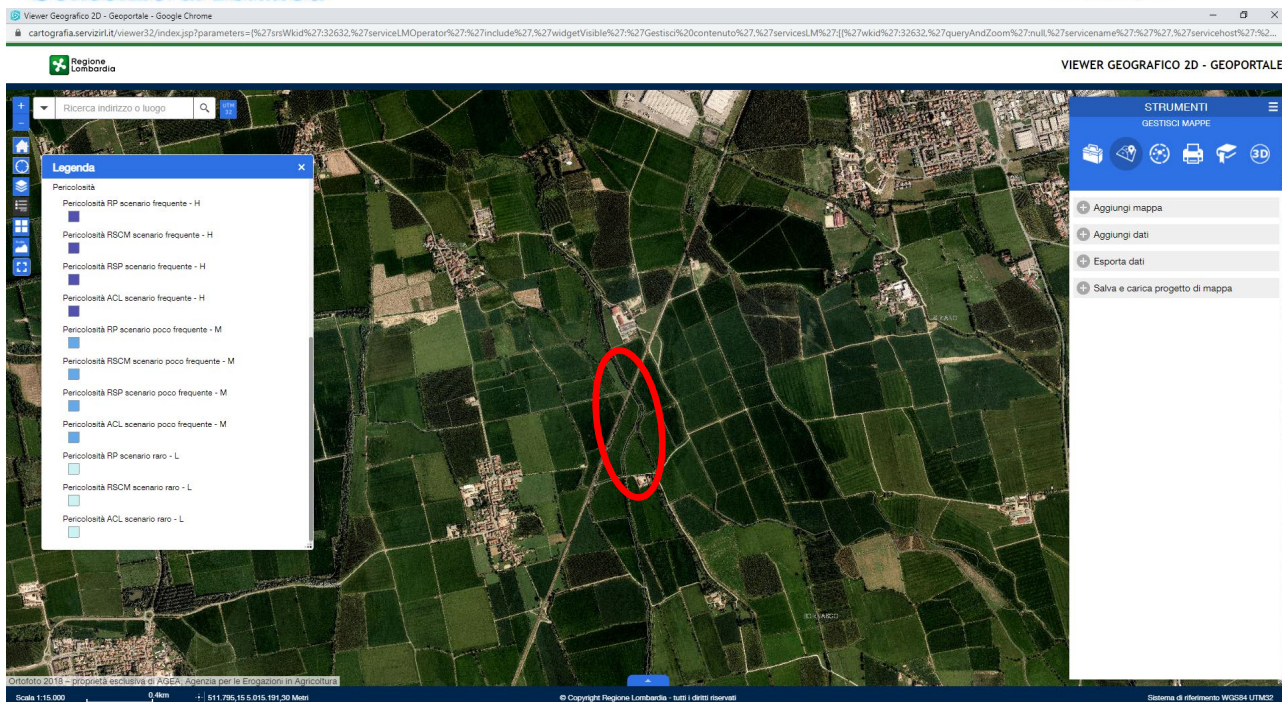 Viewer Geografico 2D - Geoportale - Google Chrome
cartografia.servizirl.it/viewer32/index.jsp?parameters={%27srsWkid%27:32632,%27serviceLMOperator%27:%27include%27,%27widgetVisible%27:%27Gestisci%20contenuto%27,%27servicesLM%27:[{%27wkid%27:32632,%27queryAndZoom%27:null,%27servicename%27:%27%27,%27servicehost%27:%2...
Regione
Lombardia
VIEWER GEOGRAFICO 2D - GEOPORTALE
Ricerca indirizzo o luogo
UTM
32
STRUMENTI
GESTISCI MAPPE
3D
Legenda
Pericolosità
Pericolosità RP scenario frequente - H
Pericolosità RSCM scenario frequente - H
Pericolosità RSP scenario frequente - H
Pericolosità ACL scenario frequente - H
Pericolosità RP scenario poco frequente - M
Pericolosità RSCM scenario poco frequente - M
Pericolosità RSP scenario poco frequente - M
Pericolosità ACL scenario poco frequente - M
Pericolosità RP scenario raro - L
Pericolosità RSCM scenario raro - L
Pericolosità ACL scenario raro - L
Aggiungi mappa
Aggiungi dati
Esporta dati
Salva e carica progetto di mappa
Ortofoto 2018 – proprietà esclusiva di AGEA, Agenzia per le Erogazioni in Agricoltura
Scala 1:15.000
0,4km
511.795,15 5.015.191,30 Metri
© Copyright Regione Lombardia - tutti i diritti riservati
Sistema di riferimento WGS84 UTM32